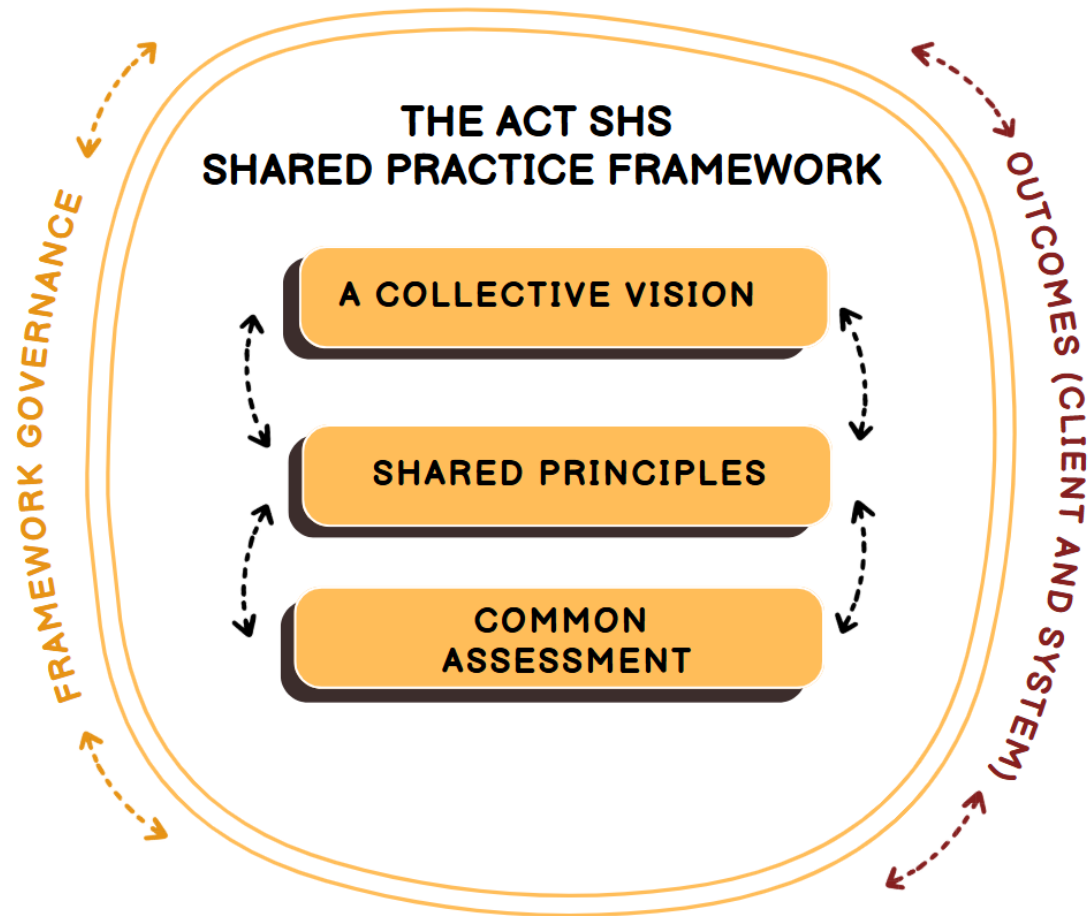 THE ACT SHS
SHARED PRACTICE FRAMEWORK
A COLLECTIVE VISION
SHARED PRINCIPLES
COMMON
ASSESSMENT
FRAMEWORK GOVERNANCE
OUTCOMES (CLIENT AND SYSTEM)